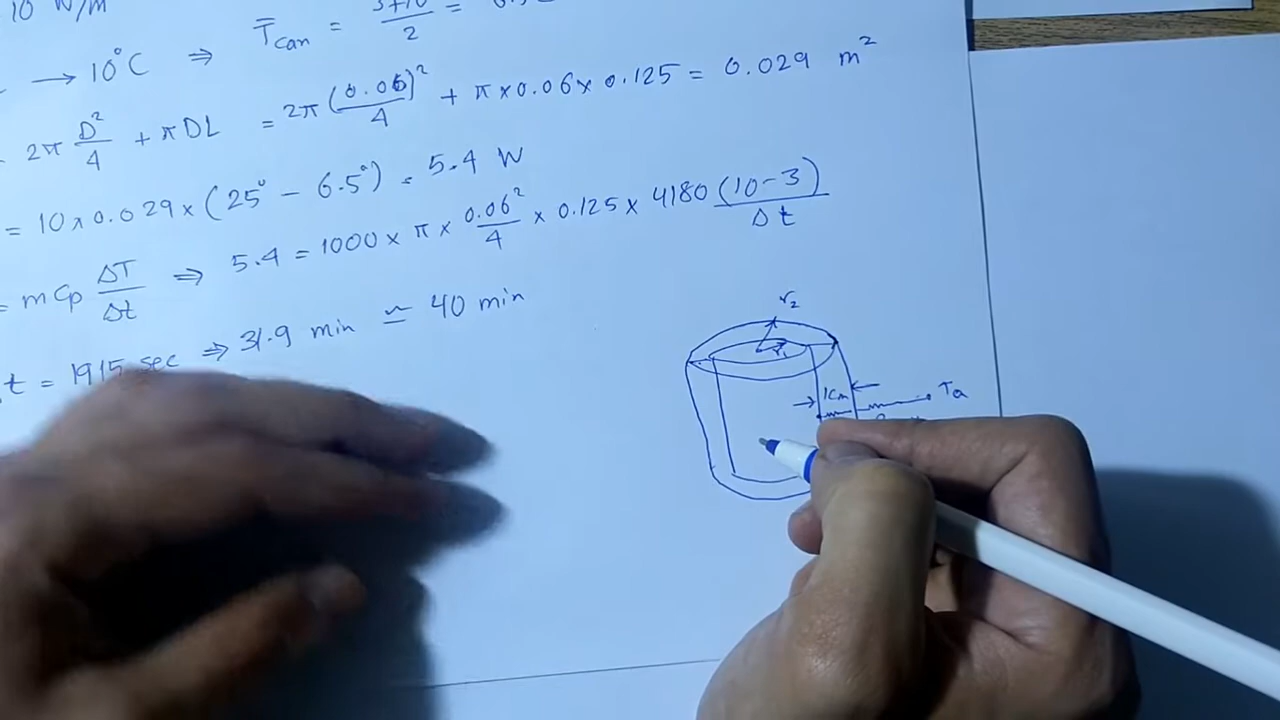 10 W/m
→ 10°C ⇒ T̄can = 3+10/2 =
2π D²/4 + πDL = 2π (0.06)²/4 + π×0.06×0.125 = 0.029 m²
= 10×0.029×(25° - 6.5°) = 5.4 W
= mCp ΔT/Δt ⇒ 5.4 = 1000×π×0.06²/4×0.125×4180 (10-3)/Δt
t = 1915 sec ⇒ 31.9 min ≃ 40 min
r2
r1
1cm
Ta